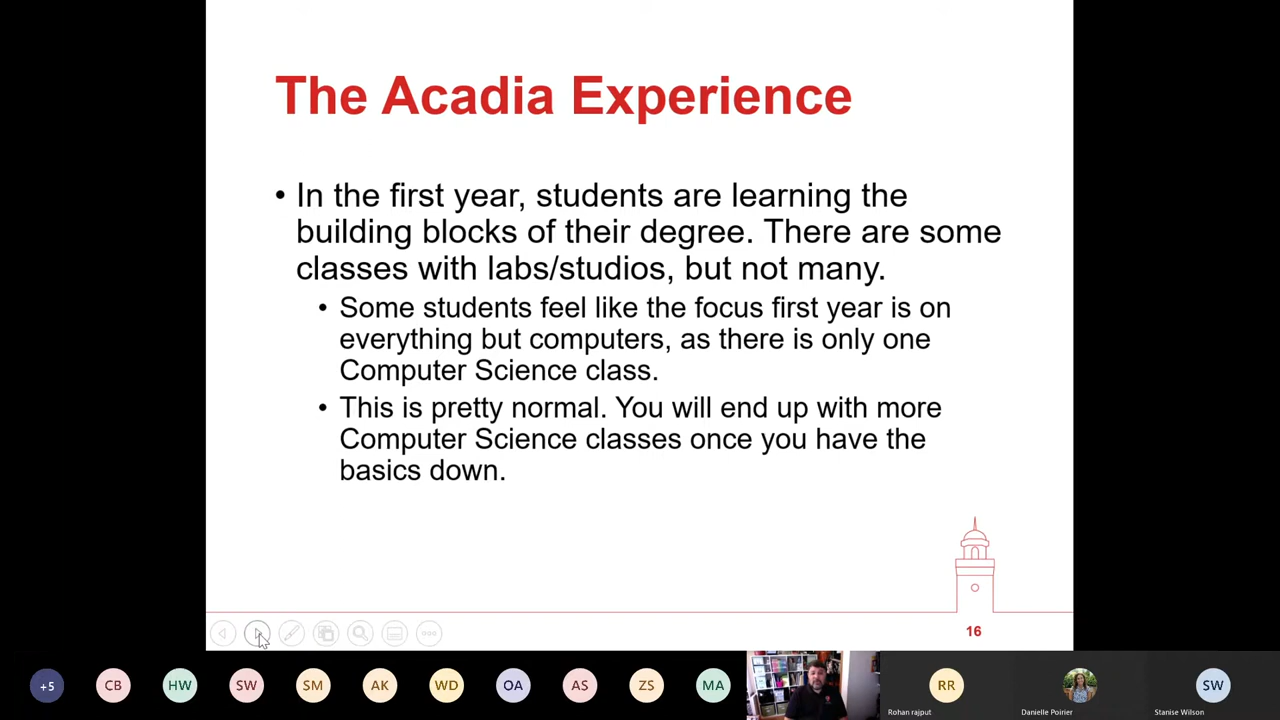 The Acadia Experience
• In the first year, students are learning the
building blocks of their degree. There are some
classes with labs/studios, but not many.
• Some students feel like the focus first year is on
everything but computers, as there is only one
Computer Science class.
• This is pretty normal. You will end up with more
Computer Science classes once you have the
basics down.
16
+5 CB HW SW SM AK WD OA AS ZS MA RR SW
Rohan rajput Danielle Poirier Stanise Wilson